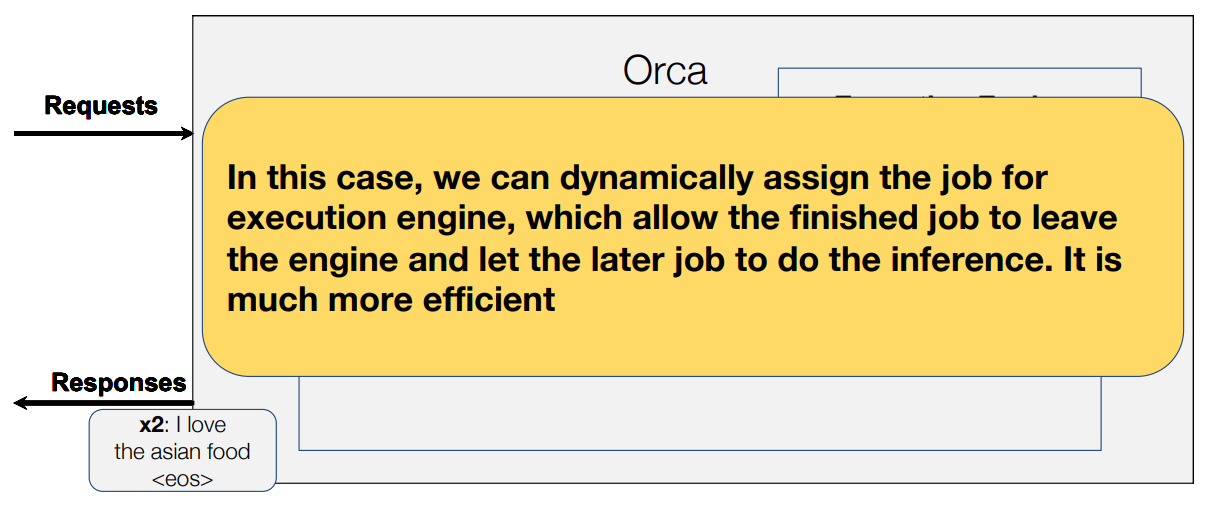 Orca
Requests
In this case, we can dynamically assign the job for
execution engine, which allow the finished job to leave
the engine and let the later job to do the inference. It is
much more efficient
Responses
x2: I love
the asian food
<eos>